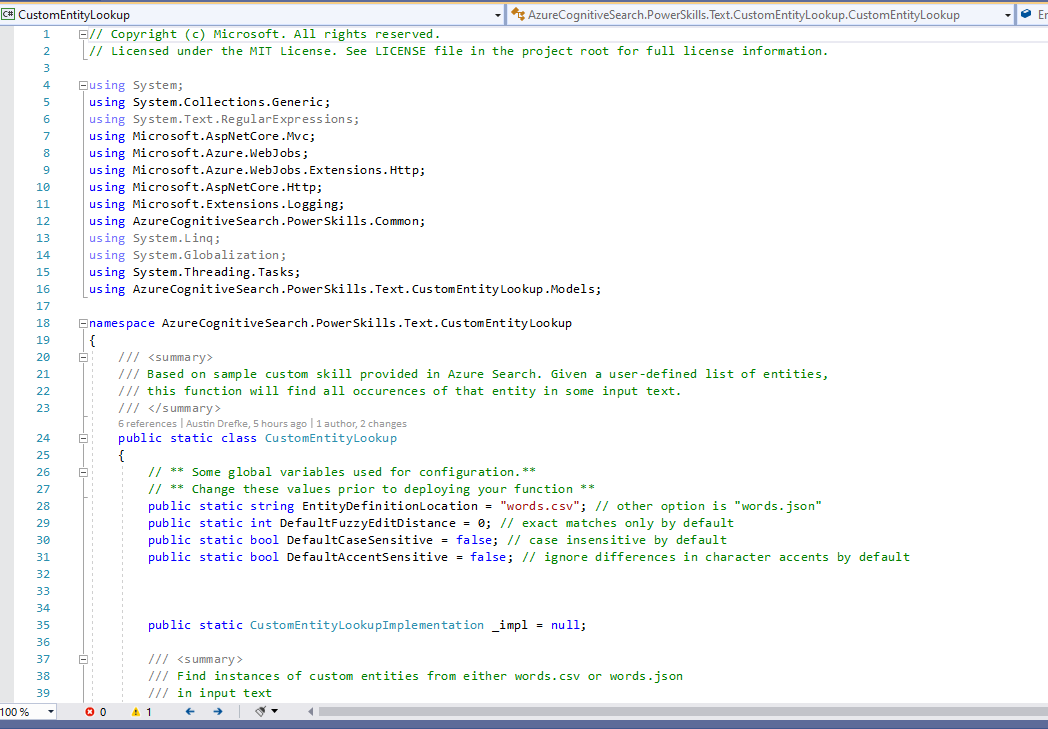 C# CustomEntityLookup
AzureCognitiveSearch.PowerSkills.Text.CustomEntityLookup.CustomEntityLookup
1 // Copyright (c) Microsoft. All rights reserved.
2 // Licensed under the MIT License. See LICENSE file in the project root for full license information.
3
4 using System;
5 using System.Collections.Generic;
6 using System.Text.RegularExpressions;
7 using Microsoft.AspNetCore.Mvc;
8 using Microsoft.Azure.WebJobs;
9 using Microsoft.Azure.WebJobs.Extensions.Http;
10 using Microsoft.AspNetCore.Http;
11 using Microsoft.Extensions.Logging;
12 using AzureCognitiveSearch.PowerSkills.Common;
13 using System.Linq;
14 using System.Globalization;
15 using System.Threading.Tasks;
16 using AzureCognitiveSearch.PowerSkills.Text.CustomEntityLookup.Models;
17
18 namespace AzureCognitiveSearch.PowerSkills.Text.CustomEntityLookup
19 {
20 /// <summary>
21 /// Based on sample custom skill provided in Azure Search. Given a user-defined list of entities,
22 /// this function will find all occurences of that entity in some input text.
23 /// </summary>
6 references | Austin Drefke, 5 hours ago | 1 author, 2 changes
24 public static class CustomEntityLookup
25 {
26 // ** Some global variables used for configuration.**
27 // ** Change these values prior to deploying your function **
28 public static string EntityDefinitionLocation = "words.csv"; // other option is "words.json"
29 public static int DefaultFuzzyEditDistance = 0; // exact matches only by default
30 public static bool DefaultCaseSensitive = false; // case insensitive by default
31 public static bool DefaultAccentSensitive = false; // ignore differences in character accents by default
32
33
34
35 public static CustomEntityLookupImplementation _impl = null;
36
37 /// <summary>
38 /// Find instances of custom entities from either words.csv or words.json
39 /// in input text
100 % 0 1